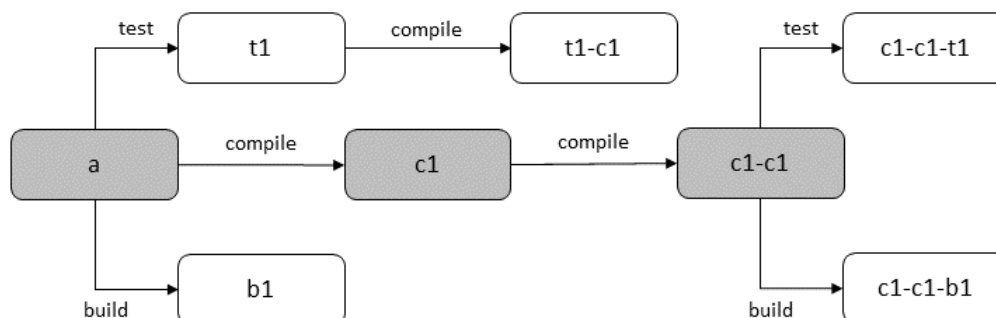 test
t1
compile
t1-c1
test
c1-c1-t1
a
compile
c1
compile
c1-c1
build
b1
build
c1-c1-b1